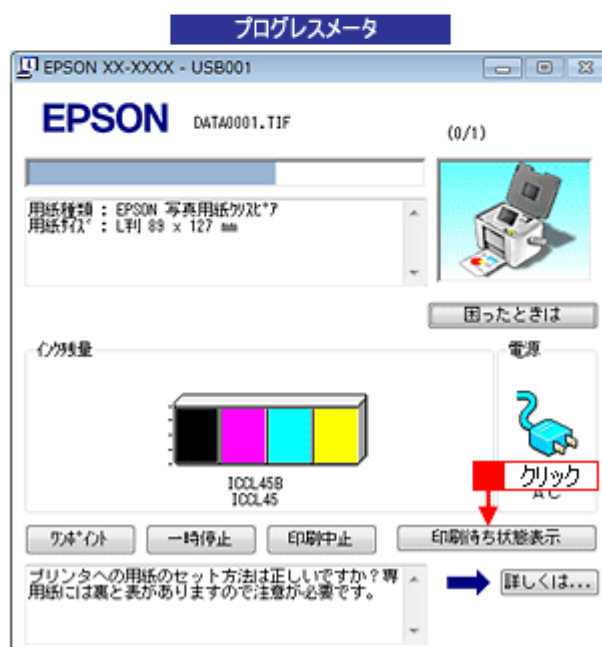 プログレスメータ
EPSON XX-XXXX - USB001
EPSON DATA0001.TIF
(0/1)
用紙種類 : EPSON 写真用紙クリスピア
用紙サイズ : L判 89 × 127 mm
困ったときは
インク残量
電源
ICCL45B
ICCL45
クリック
AC
ワンポイント 一時停止 印刷中止 印刷待ち状態表示
プリンタへの用紙のセット方法は正しいですか?専
用紙には裏と表がありますので注意が必要です。
詳しくは...